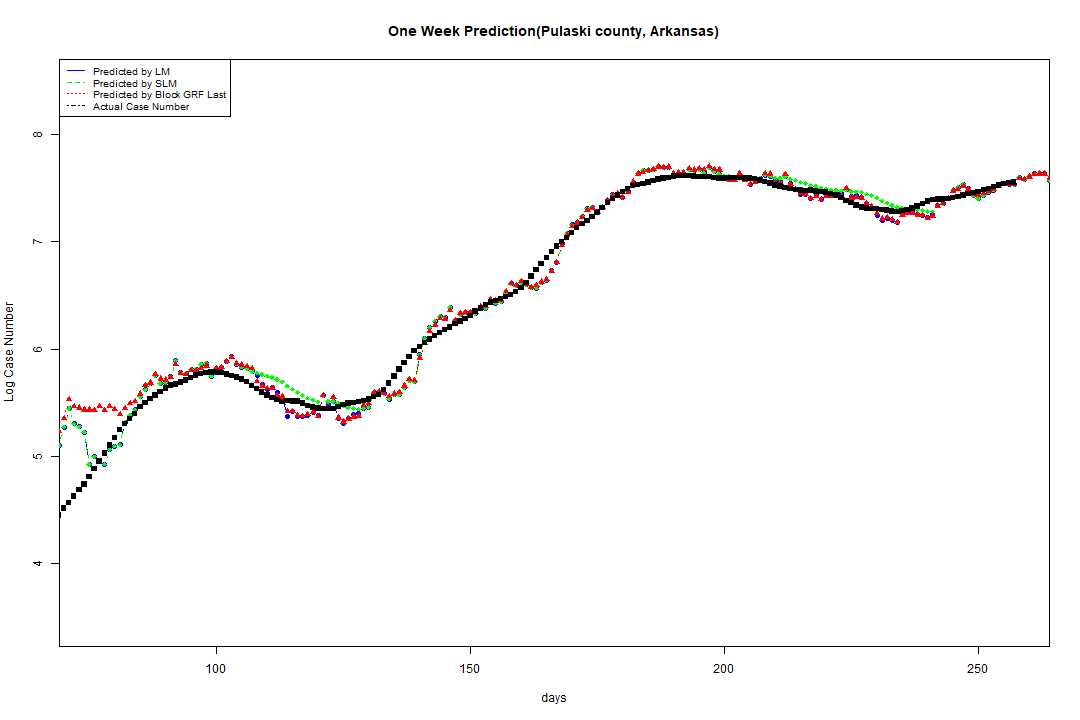 One Week Prediction(Pulaski county, Arkansas)
Predicted by LM
Predicted by SLM
Predicted by Block GRF Last
Actual Case Number
8
7
6
5
4
Log Case Number
100
150
200
250
days